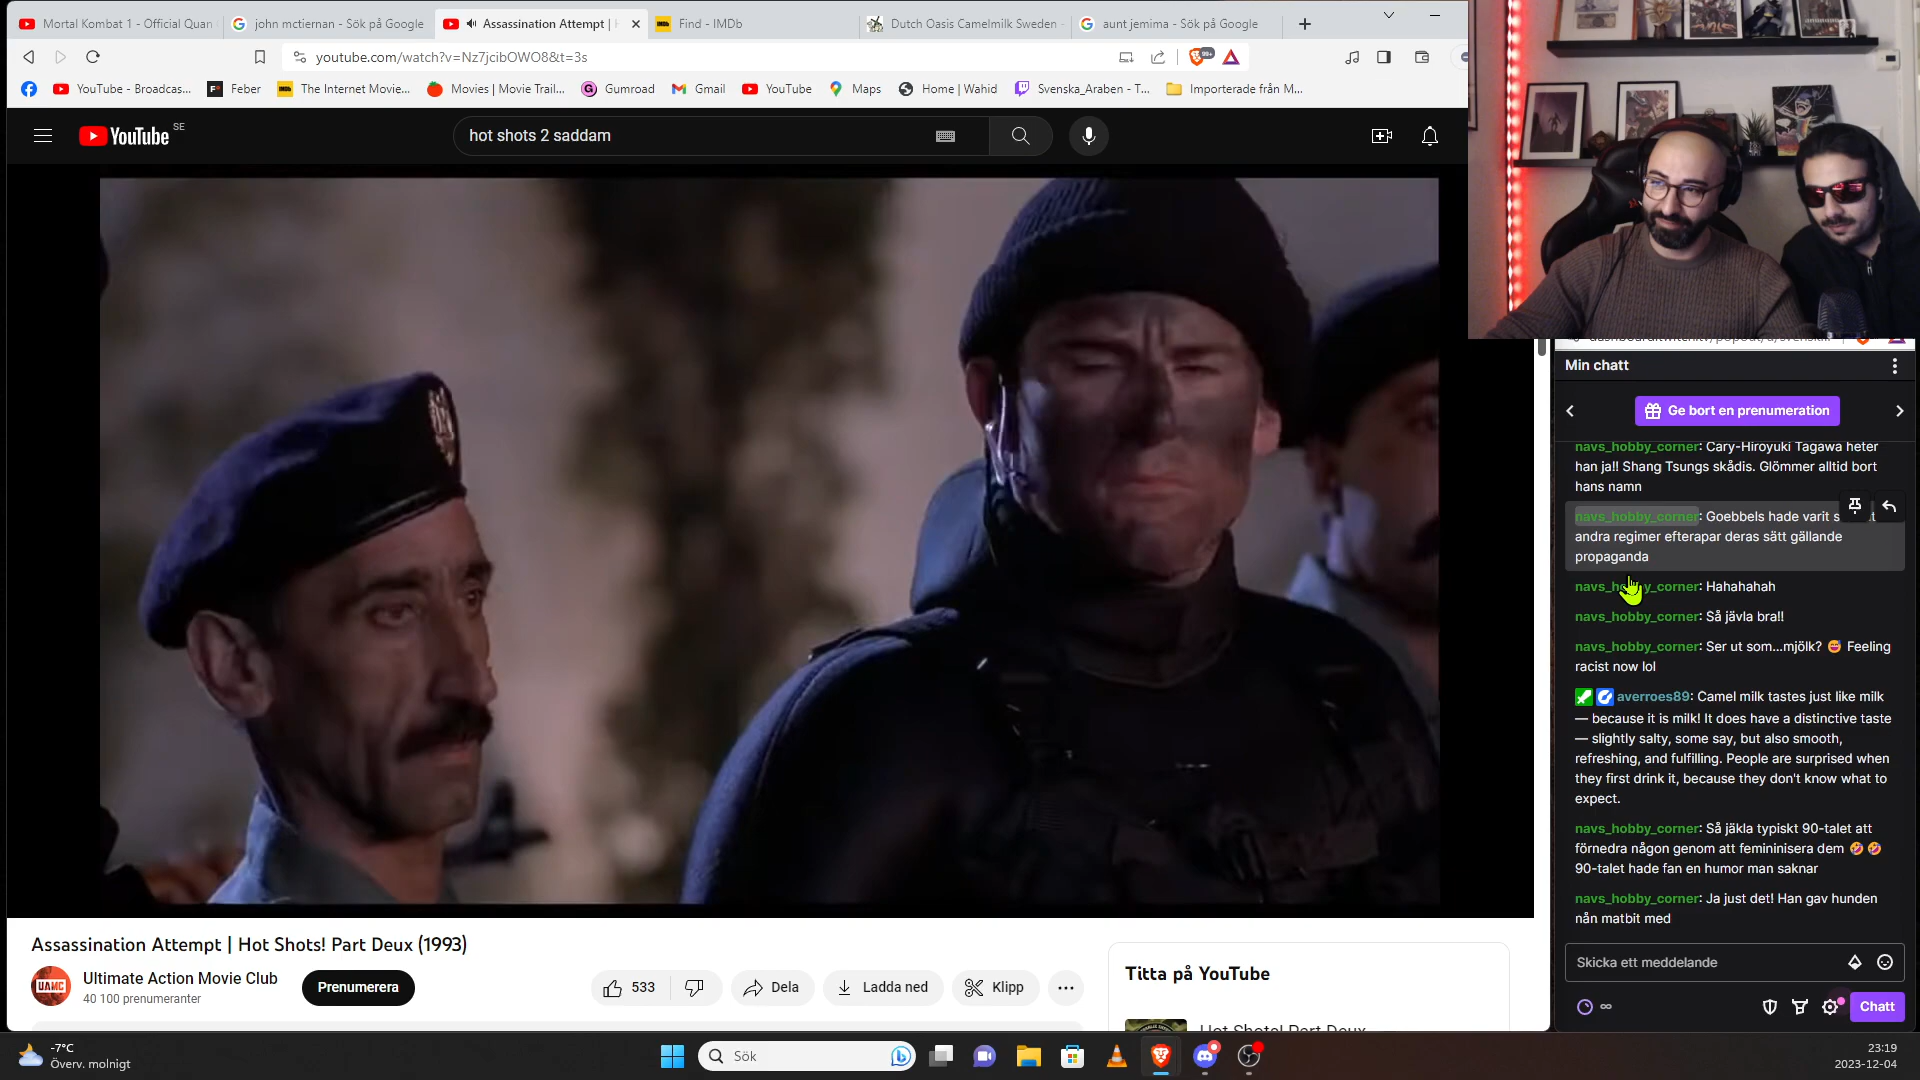 Mortal Kombat 1 - Official Quan
john mctiernan - Sök på Google
Assassination Attempt |
Find - IMDb
Dutch Oasis Camelmilk Sweden
aunt jemima - Sök på Google
youtube.com/watch?v=Nz7jcibOWO8&t=3s
99+
YouTube - Broadcas...
Feber
The Internet Movie...
Movies | Movie Trail...
Gumroad
Gmail
YouTube
Maps
Home | Wahid
Svenska_Araben - T...
Importerade från M...
YouTube SE
hot shots 2 saddam
Min chatt
Ge bort en prenumeration
navs_hobby_corner: Cary-Hiroyuki Tagawa heter
han ja!! Shang Tsungs skådis. Glömmer alltid bort
hans namn
navs_hobby_corner: Goebbels hade varit
andra regimer efterapar deras sätt gällande
propaganda
navs_hobby_corner: Hahahahah
navs_hobby_corner: Så jävla bra!!
navs_hobby_corner: Ser ut som...mjölk? 😅 Feeling
racist now lol
averroes89: Camel milk tastes just like milk
— because it is milk! It does have a distinctive taste
— slightly salty, some say, but also smooth,
refreshing, and fulfilling. People are surprised when
they first drink it, because they don't know what to
expect.
navs_hobby_corner: Så jäkla typiskt 90-talet att
förnedra någon genom att femininisera dem 🤣 🤣
90-talet hade fan en humor man saknar
navs_hobby_corner: Ja just det! Han gav hunden
nån matbit med
Skicka ett meddelande
Chatt
Assassination Attempt | Hot Shots! Part Deux (1993)
UAMC
Ultimate Action Movie Club
40 100 prenumeranter
Prenumerera
533
Dela
Ladda ned
Klipp
Titta på YouTube
Hot Shots! Part Deux
-7°C
Överv. molnigt
Sök
23:19
2023-12-04